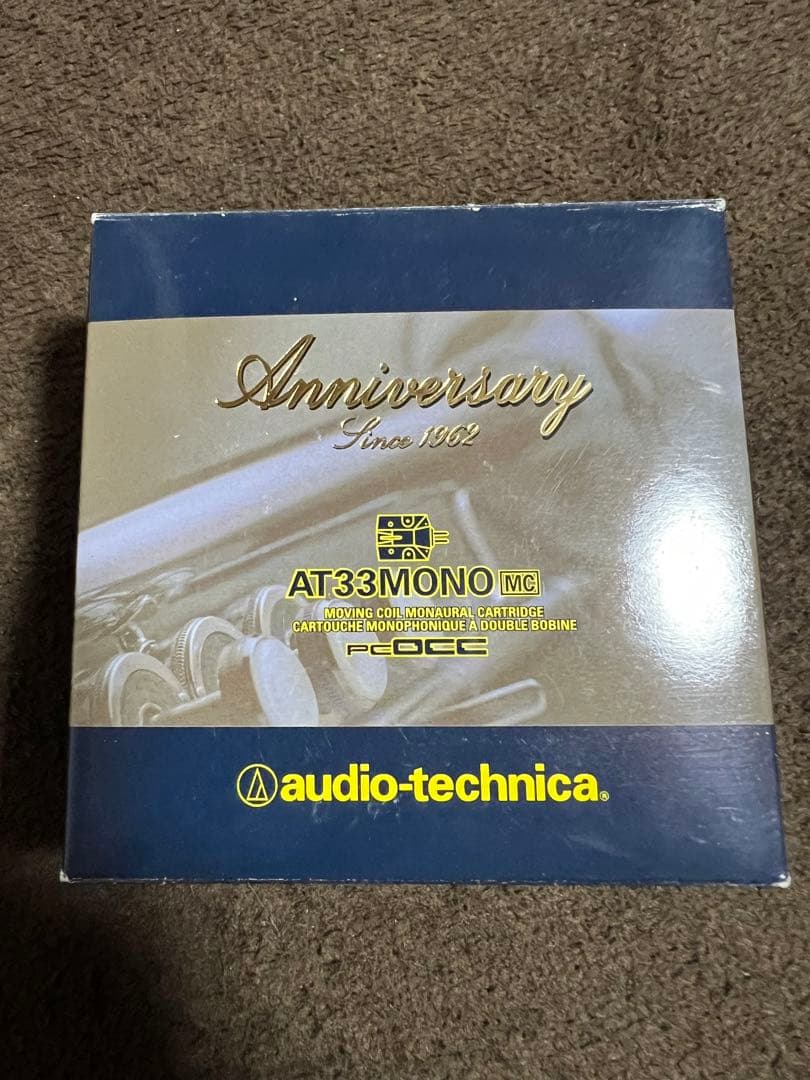 Anniversary
Since 1962
AT33MONO MC
MOVING COIL MONAURAL CARTRIDGE
CARTOUCHE MONOPHONIQUE A DOUBLE BOBINE
PCOCC
audio-technica®